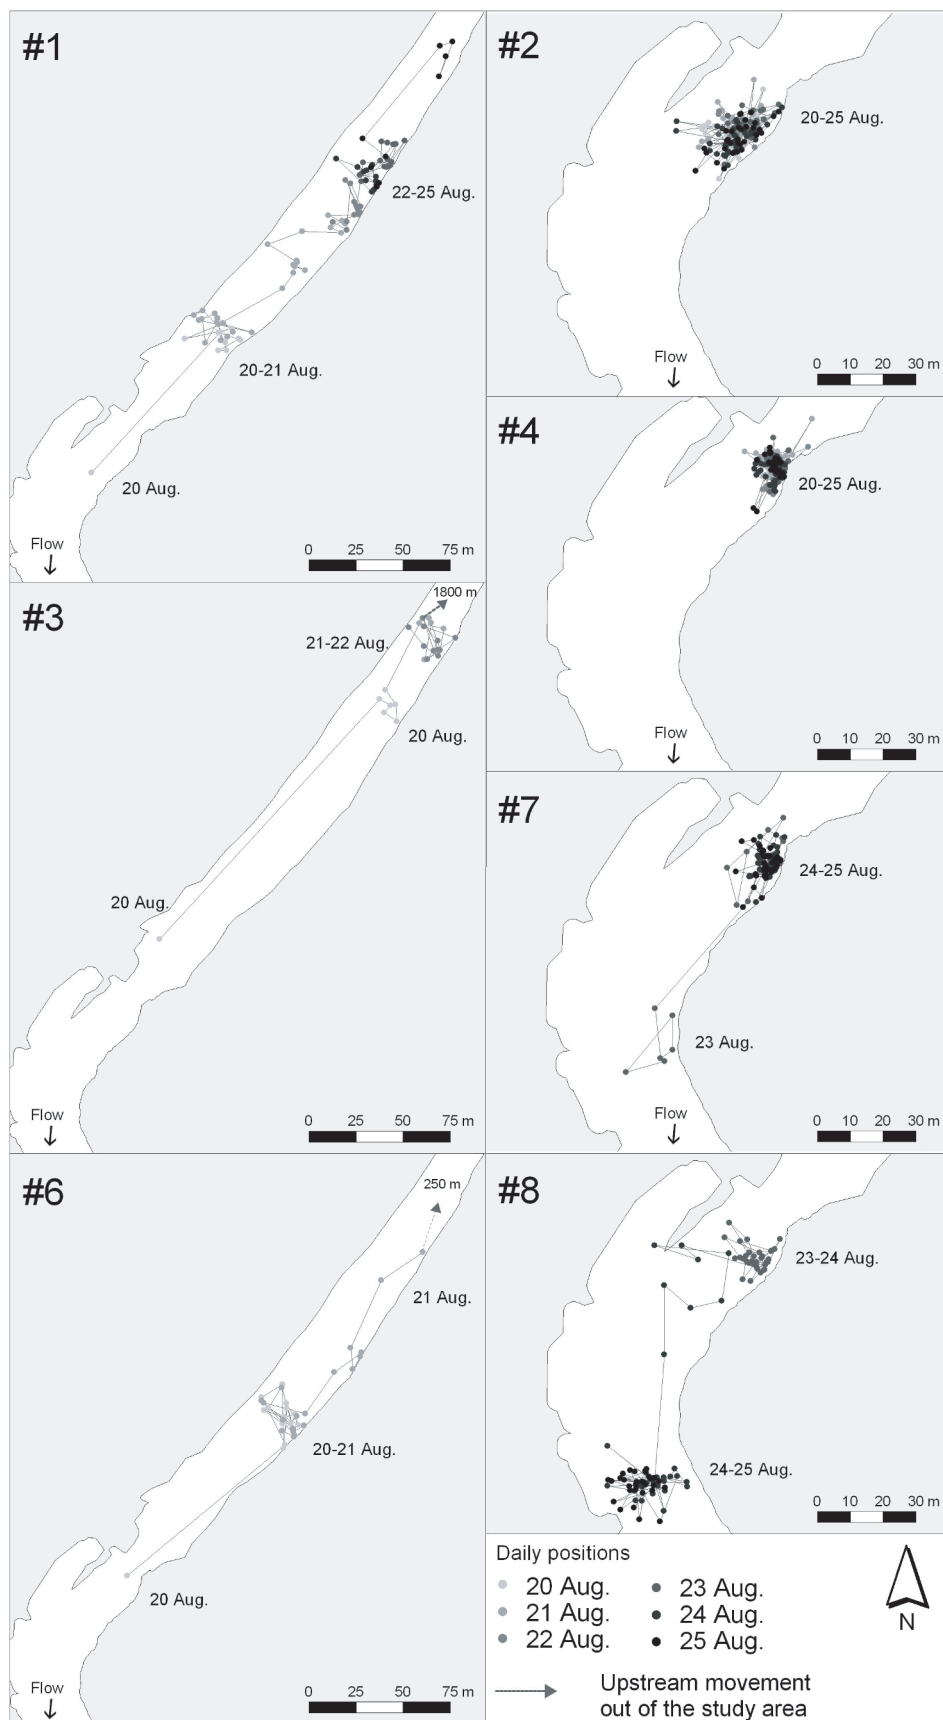 #1
22-25 Aug.
20-21 Aug.
20 Aug.
Flow
0 25 50 75 m
#2
20-25 Aug.
Flow
0 10 20 30 m
#3
1800 m
21-22 Aug.
20 Aug.
20 Aug.
Flow
0 25 50 75 m
#4
20-25 Aug.
Flow
0 10 20 30 m
#7
24-25 Aug.
23 Aug.
Flow
0 10 20 30 m
#6
250 m
21 Aug.
20-21 Aug.
20 Aug.
Flow
0 25 50 75 m
#8
23-24 Aug.
24-25 Aug.
0 10 20 30 m
Daily positions
20 Aug. 23 Aug.
21 Aug. 24 Aug.
22 Aug. 25 Aug.
N
Upstream movement
out of the study area